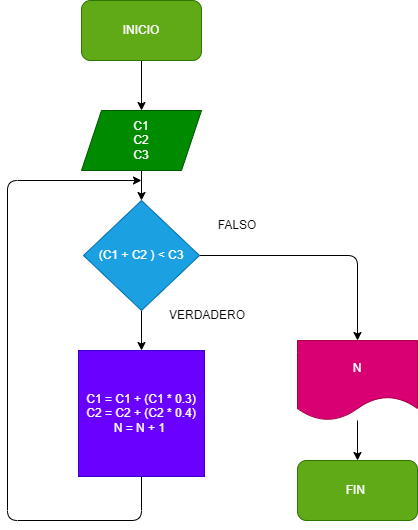 INICIO
C1
C2
C3
(C1 + C2 ) < C3
FALSO
VERDADERO
C1 = C1 + (C1 * 0.3)
C2 = C2 + (C2 * 0.4)
N = N + 1
N
FIN